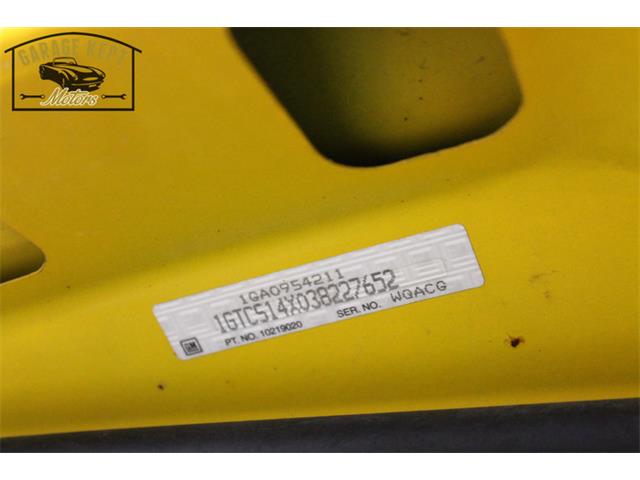 GARAGE KEPT
Motors
1GA0954211
1GTCS14X038227652
GM
PT. NO. 10219020 SER. NO. WQACG